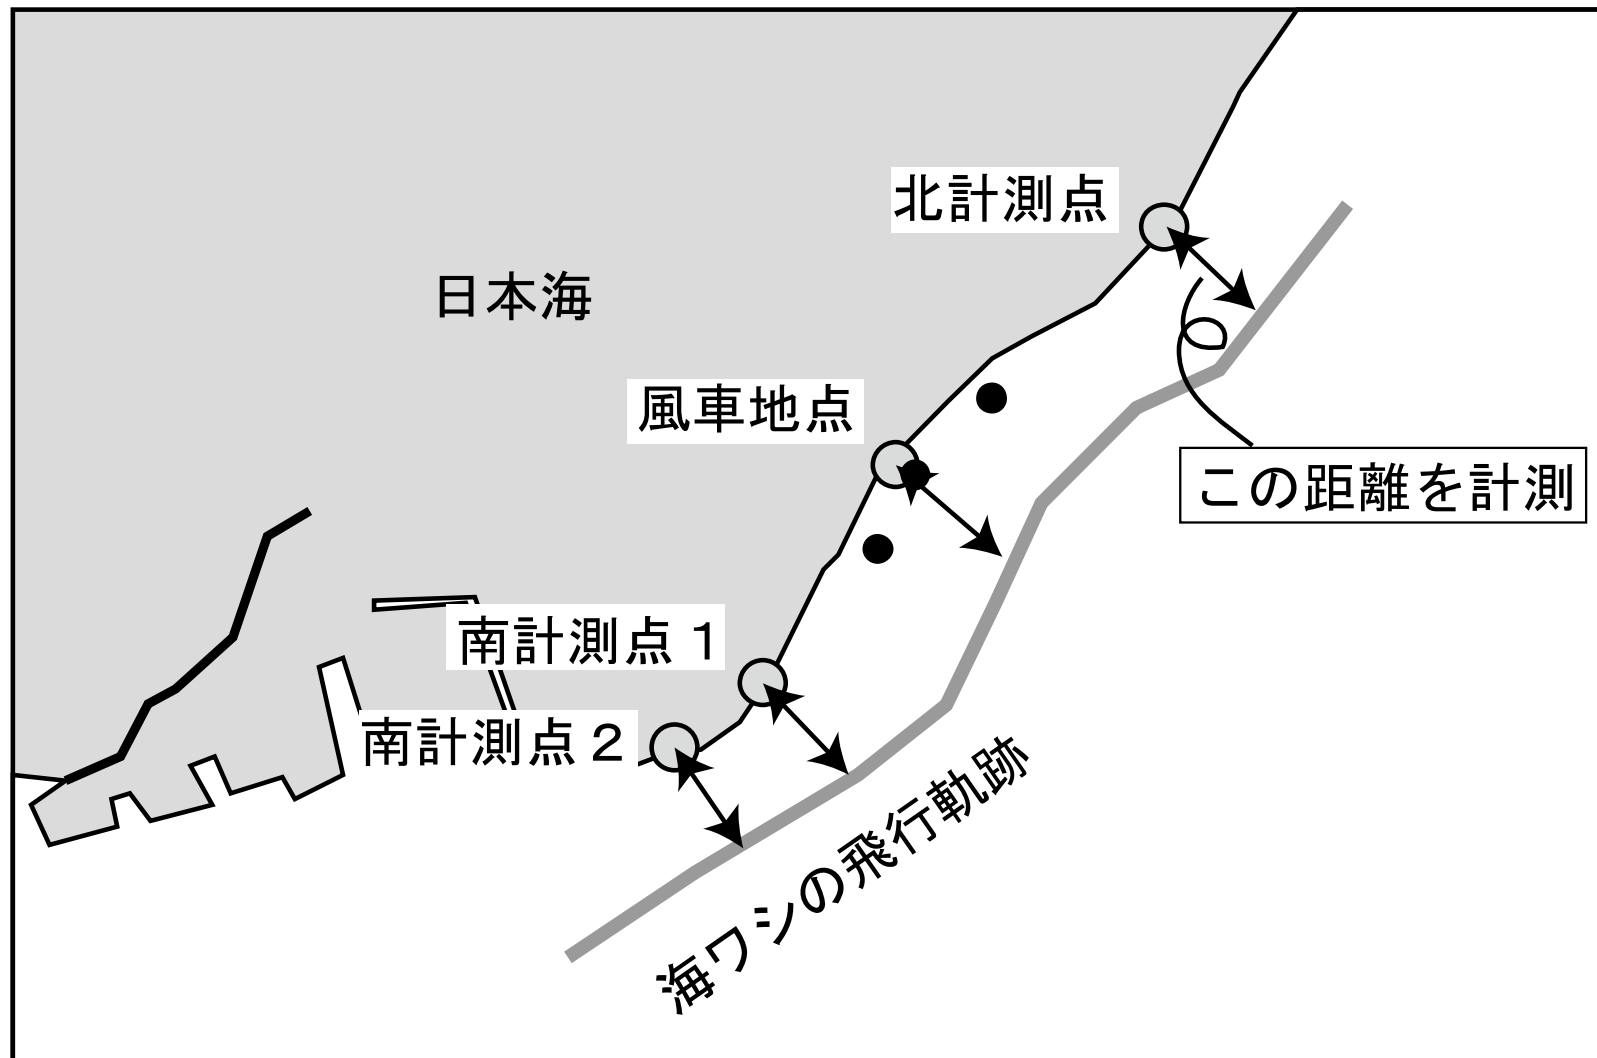 北計測点
日本海
風車地点
この距離を計測
南計測点1
南計測点2
海ワシの飛行軌跡